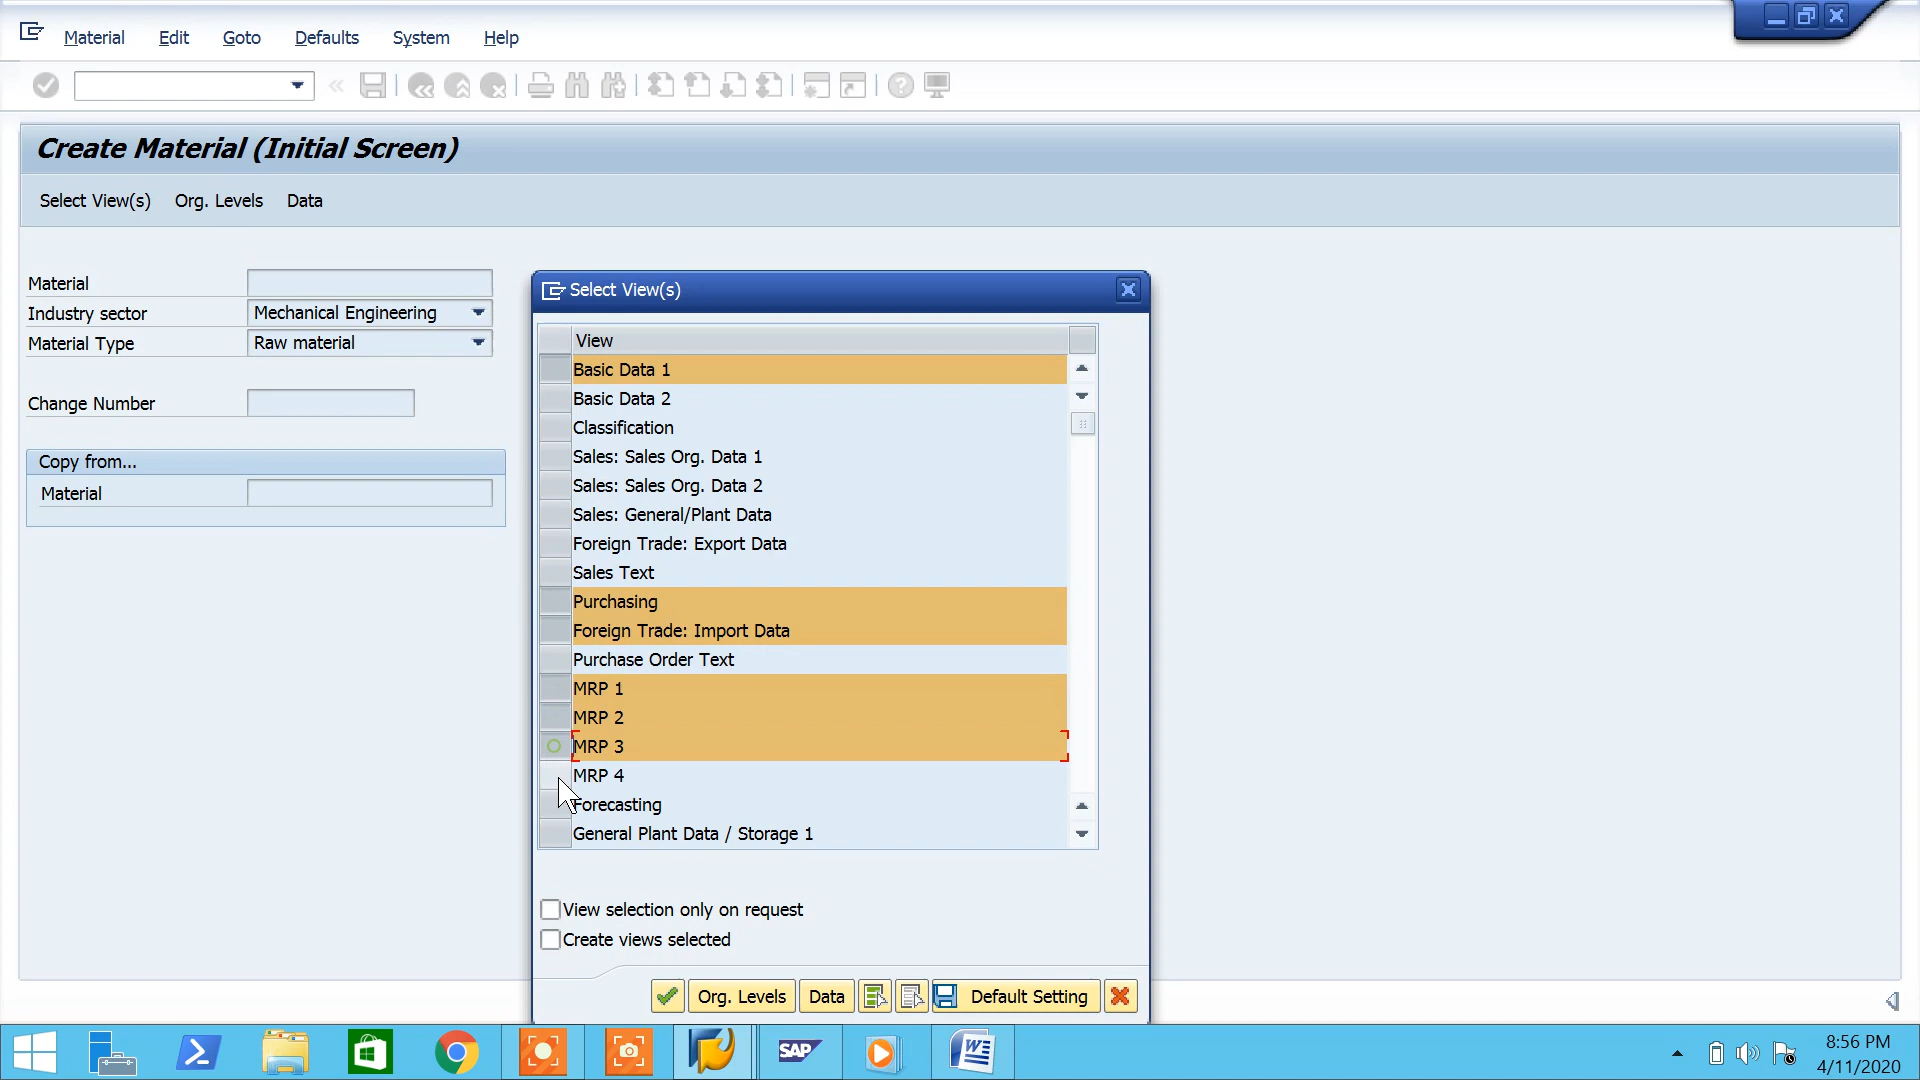 Material Edit Goto Defaults System Help
Create Material (Initial Screen)
Select View(s) Org. Levels Data
Material
Industry sector Mechanical Engineering
Material Type Raw material
Change Number
Copy from...
Material
Select View(s)
View
Basic Data 1
Basic Data 2
Classification
Sales: Sales Org. Data 1
Sales: Sales Org. Data 2
Sales: General/Plant Data
Foreign Trade: Export Data
Sales Text
Purchasing
Foreign Trade: Import Data
Purchase Order Text
MRP 1
MRP 2
MRP 3
MRP 4
Forecasting
General Plant Data / Storage 1
View selection only on request
Create views selected
Org. Levels Data Default Setting
SAP
8:56 PM
4/11/2020